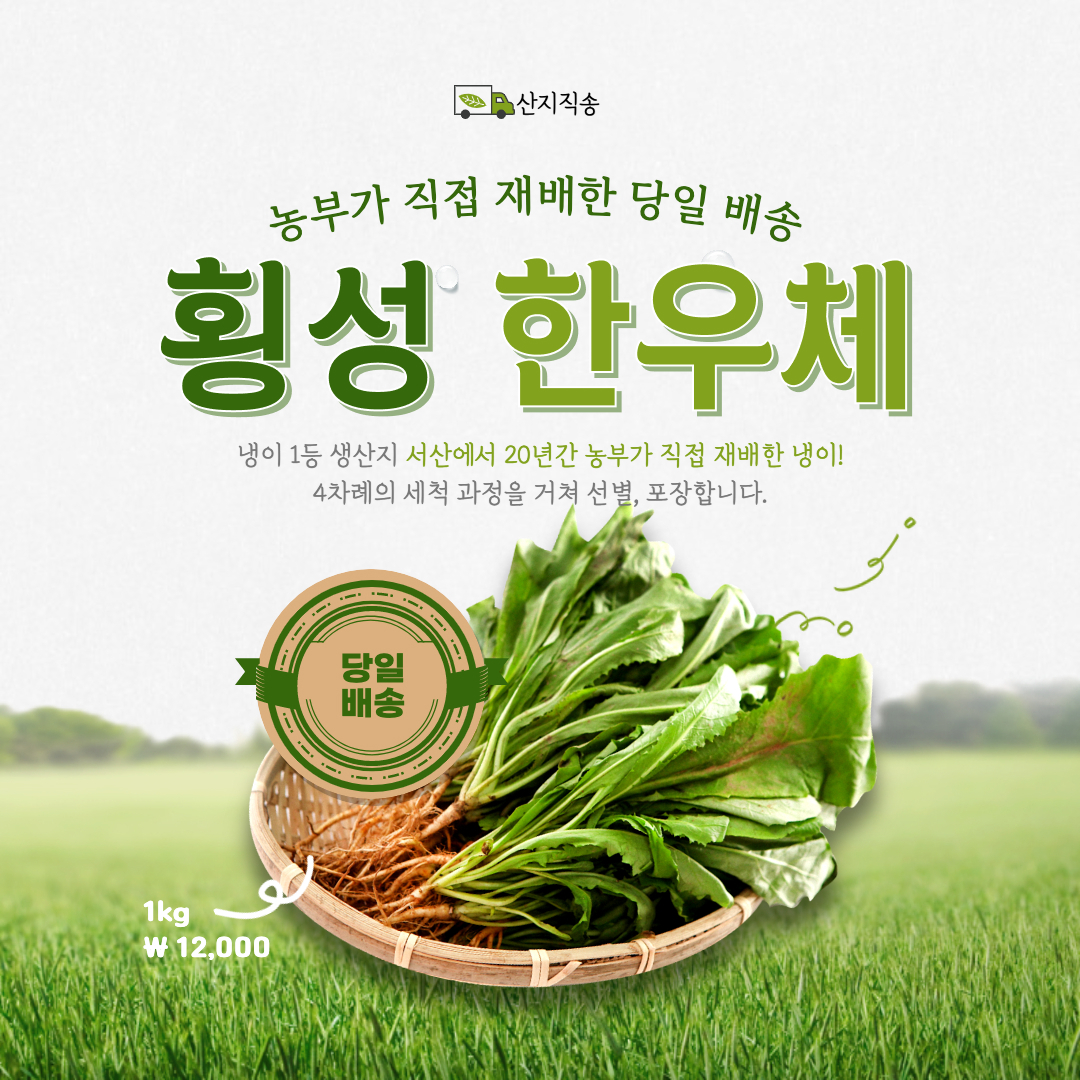 산지직송
농부가 직접 재배한 당일 배송
횡성 한우체
냉이 1등 생산지 서산에서 20년간 농부가 직접 재배한 냉이!
4차례의 세척 과정을 거쳐 선별, 포장합니다.
당일
배송
1kg
₩ 12,000